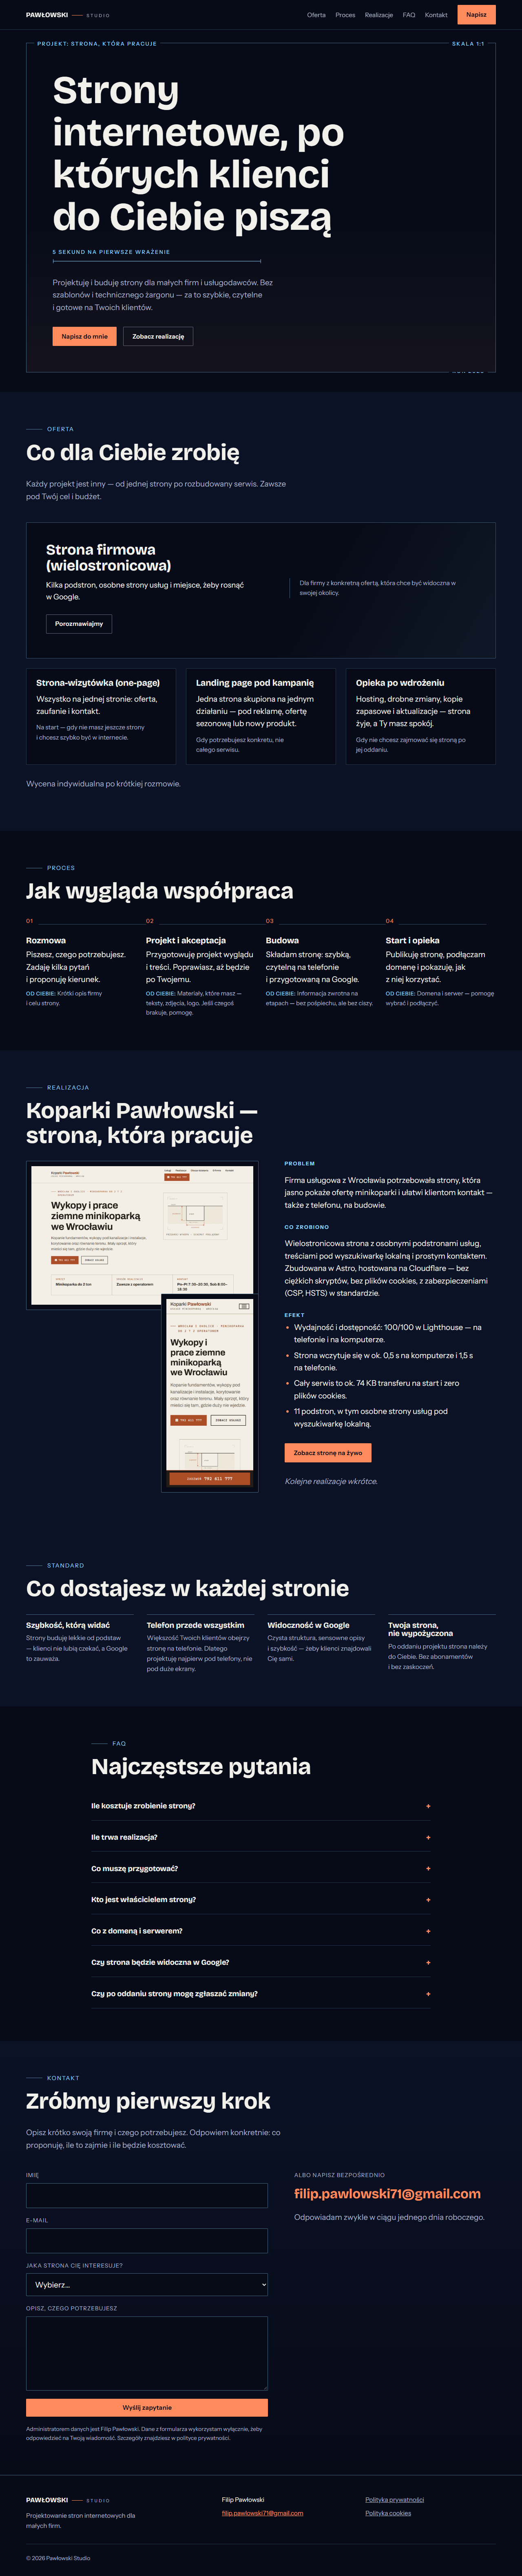 PAWŁOWSKI STUDIO
Oferta Proces Realizacje FAQ Kontakt Napisz
PROJEKT: STRONA, KTÓRA PRACUJE
SKALA 1:1
Strony
internetowe, po
których klienci
do Ciebie piszą
5 SEKUND NA PIERWSZE WRAŻENIE
Projektuję i buduję strony dla małych firm i usługodawców. Bez
szablonów i technicznego żargonu — za to szybkie, czytelne
i gotowe na Twoich klientów.
Napisz do mnie
Zobacz realizację
OFERTA
Co dla Ciebie zrobię
Każdy projekt jest inny — od jednej strony po rozbudowany serwis. Zawsze
pod Twój cel i budżet.
Strona firmowa
(wielostronicowa)
Kilka podstron, osobne strony usług i miejsce, żeby rosnąć
w Google.
Porozmawiajmy
Dla firmy z konkretną ofertą, która chce być widoczna w
swojej okolicy.
Strona-wizytówka (one-page)
Wszystko na jednej stronie: oferta,
zaufanie i kontakt.
Na start — gdy nie masz jeszcze strony
i chcesz szybko być w internecie.
Landing page pod kampanię
Jedna strona skupiona na jednym
działaniu — pod reklamę, ofertę
sezonową lub nowy produkt.
Gdy potrzebujesz konkretu, nie
całego serwisu.
Opieka po wdrożeniu
Hosting, drobne zmiany, kopie
zapasowe i aktualizacje — strona
żyje, a Ty masz spokój.
Gdy nie chcesz zajmować się stroną po
jej oddaniu.
Wycena indywidualna po krótkiej rozmowie.
PROCES
Jak wygląda współpraca
01
Rozmowa
Piszesz, czego potrzebujesz.
Zadaję kilka pytań
i proponuję kierunek.
OD CIEBIE: Krótki opis firmy
i celu strony.
02
Projekt i akceptacja
Przygotowuję projekt wyglądu
i treści. Poprawiasz, aż będzie
po Twojemu.
OD CIEBIE: Materiały, które masz —
teksty, zdjęcia, logo. Jeśli czegoś
brakuje, pomogę.
03
Budowa
Składam stronę: szybką,
czytelną na telefonie
i przygotowaną na Google.
OD CIEBIE: Informacja zwrotna na
etapach — bez pośpiechu, ale bez ciszy.
04
Start i opieka
Publikuję stronę, podłączam
domenę i pokazuję, jak
z niej korzystać.
OD CIEBIE: Domena i serwer — pomogę
wybrać i podłączyć.
REALIZACJA
Koparki Pawłowski —
strona, która pracuje
Koparki Pawłowski
Wykopy i prace
ziemne minikoparką
we Wrocławiu
Koparki Pawłowski
Wykopy i
prace ziemne
minikoparką
we Wrocławiu
PROBLEM
Firma usługowa z Wrocławia potrzebowała strony, która
jasno pokaże ofertę minikoparki i ułatwi klientom kontakt —
także z telefonu, na budowie.
CO ZROBIONO
Wielostronicowa strona z osobnymi podstronami usług,
treściami pod wyszukiwarkę lokalną i prostym kontaktem.
Zbudowana w Astro, hostowana na Cloudflare — bez
ciężkich skryptów, bez plików cookies, z zabezpieczeniami
(CSP, HSTS) w standardzie.
EFEKT
Wydajność i dostępność: 100/100 w Lighthouse — na
telefonie i na komputerze.
Strona wczytuje się w ok. 0,5 s na komputerze i 1,5 s
na telefonie.
Cały serwis to ok. 74 KB transferu na start i zero
plików cookies.
11 podstron, w tym osobne strony usług pod
wyszukiwarkę lokalną.
Zobacz stronę na żywo
Kolejne realizacje wkrótce.
STANDARD
Co dostajesz w każdej stronie
Szybkość, którą widać
Strony buduję lekkie od podstaw
— klienci nie lubią czekać, a Google
to zauważa.
Telefon przede wszystkim
Większość Twoich klientów obejrzy
stronę na telefonie. Dlatego
projektuję najpierw pod telefony, nie
pod duże ekrany.
Widoczność w Google
Czysta struktura, sensowne opisy
i szybkość — żeby klienci znajdowali
Cię sami.
Twoja strona,
nie wypożyczona
Po oddaniu projektu strona należy
do Ciebie. Bez abonamentów
i bez zaskoczeń.
FAQ
Najczęstsze pytania
Ile kosztuje zrobienie strony? +
Ile trwa realizacja? +
Co muszę przygotować? +
Kto jest właścicielem strony? +
Co z domeną i serwerem? +
Czy strona będzie widoczna w Google? +
Czy po oddaniu strony mogę zgłaszać zmiany? +
KONTAKT
Zróbmy pierwszy krok
Opisz krótko swoją firmę i czego potrzebujesz. Odpowiem konkretnie: co
proponuję, ile to zajmie i ile będzie kosztować.
IMIĘ
E-MAIL
JAKA STRONA CIĘ INTERESUJE?
Wybierz...
OPISZ, CZEGO POTRZEBUJESZ
Wyślij zapytanie
Administratorem danych jest Filip Pawłowski. Dane z formularza wykorzystam wyłącznie, żeby
odpowiedzieć na Twoją wiadomość. Szczegóły znajdziesz w polityce prywatności.
ALBO NAPISZ BEZPOŚREDNIO
filip.pawlowski71@gmail.com
Odpowiadam zwykle w ciągu jednego dnia roboczego.
PAWŁOWSKI STUDIO
Projektowanie stron internetowych dla
małych firm.
Filip Pawłowski
filip.pawlowski71@gmail.com
Polityka prywatności
Polityka cookies
© 2026 Pawłowski Studio